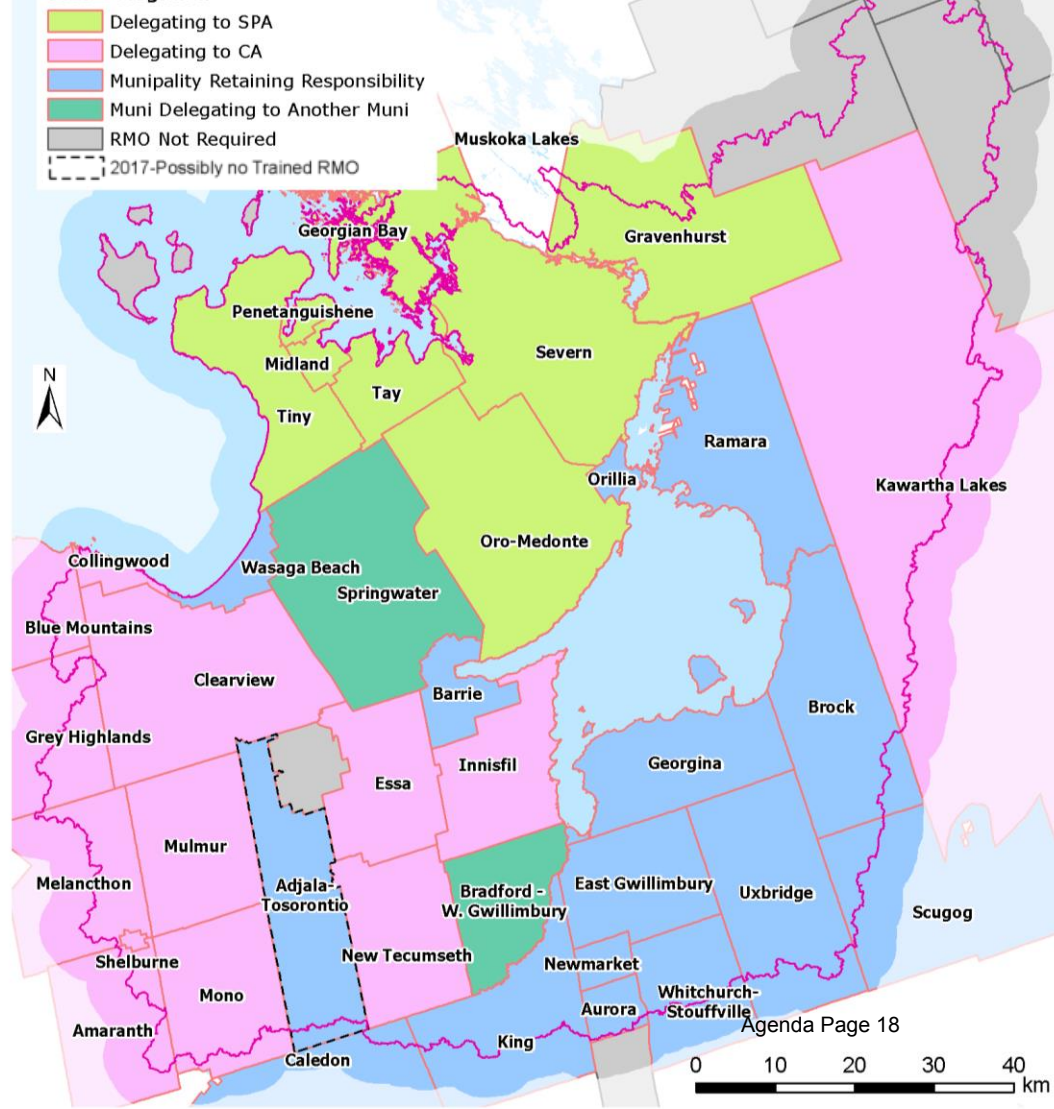 Delegating to SPA
Delegating to CA
Munipality Retaining Responsibility
Muni Delegating to Another Muni
RMO Not Required
2017-Possibly no Trained RMO
Muskoka Lakes
Georgian Bay
Gravenhurst
Penetanguishene
Severn
Midland
Tay
N
Tiny
Ramara
Orillia
Kawartha Lakes
Oro-Medonte
Collingwood
Wasaga Beach
Springwater
Blue Mountains
Clearview
Barrie
Brock
Grey Highlands
Innisfil
Georgina
Essa
Mulmur
Melancthon
Adjala-
Tosorontio
Bradford -
W. Gwillimbury
East Gwillimbury
Uxbridge
Scugog
New Tecumseth
Newmarket
Shelburne
Mono
Whitchurch-
Stouffville
Aurora
Amaranth
Agenda Page 18
King
Caledon
0 10 20 30 40
km